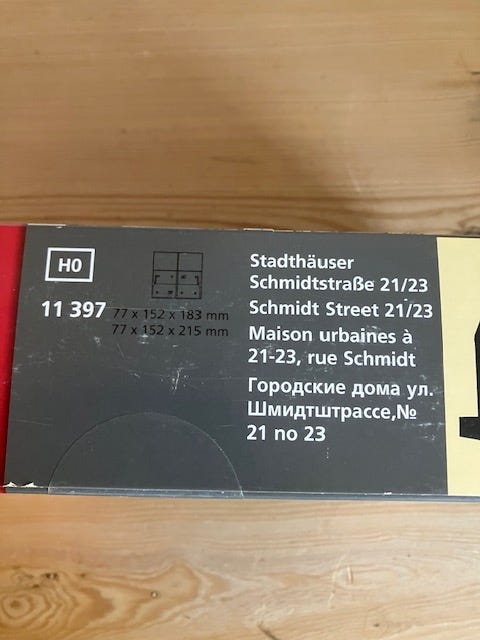 H0
11 397
77 x 152 x 183 mm
77 x 152 x 215 mm
Stadthäuser
Schmidtstraße 21/23
Schmidt Street 21/23
Maison urbaines à
21-23, rue Schmidt
Городские дома ул.
Шмидтштрассе,№
21 по 23